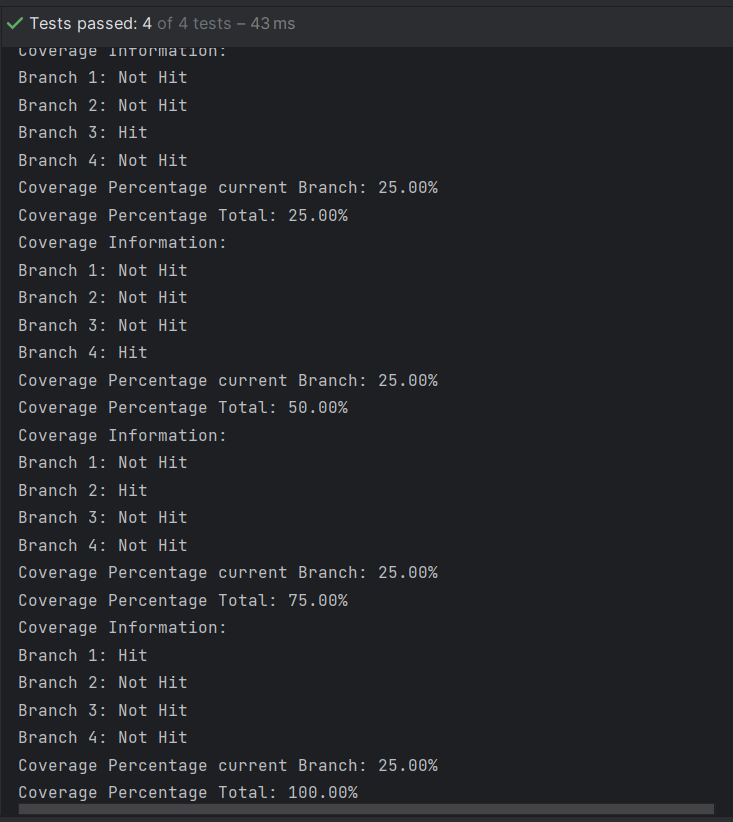 Tests passed: 4 of 4 tests – 43 ms
Coverage Information:
Branch 1: Not Hit
Branch 2: Not Hit
Branch 3: Hit
Branch 4: Not Hit
Coverage Percentage current Branch: 25.00%
Coverage Percentage Total: 25.00%
Coverage Information:
Branch 1: Not Hit
Branch 2: Not Hit
Branch 3: Not Hit
Branch 4: Hit
Coverage Percentage current Branch: 25.00%
Coverage Percentage Total: 50.00%
Coverage Information:
Branch 1: Not Hit
Branch 2: Hit
Branch 3: Not Hit
Branch 4: Not Hit
Coverage Percentage current Branch: 25.00%
Coverage Percentage Total: 75.00%
Coverage Information:
Branch 1: Hit
Branch 2: Not Hit
Branch 3: Not Hit
Branch 4: Not Hit
Coverage Percentage current Branch: 25.00%
Coverage Percentage Total: 100.00%